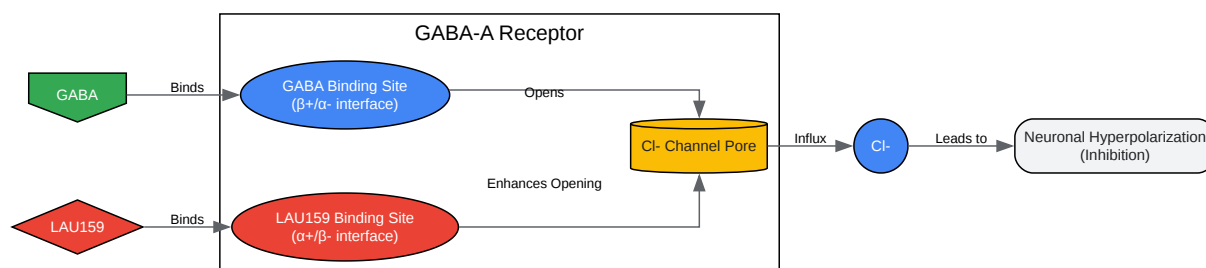 GABA-A Receptor
GABA
Binds
GABA Binding Site
(β+/α- interface)
Opens
Cl- Channel Pore
Influx
Cl-
Leads to
Neuronal Hyperpolarization
(Inhibition)
Enhances Opening
LAU159
Binds
LAU159 Binding Site
(α+/β- interface)